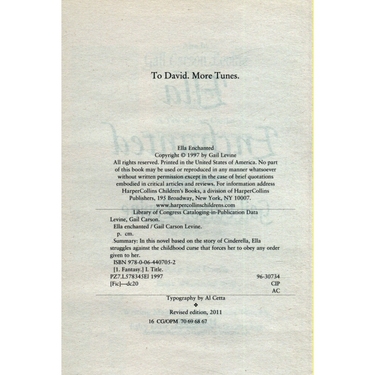 To David. More Tunes.
Ella Enchanted
Copyright © 1997 by Gail Levine
All rights reserved. Printed in the United States of America. No part
of this book may be used or reproduced in any manner whatsoever
without written permission except in the case of brief quotations
embodied in critical articles and reviews. For information address
HarperCollins Children's Books, a division of HarperCollins
Publishers, 195 Broadway, New York, NY 10007.
www.harpercollinschildrens.com
Library of Congress Cataloging-in-Publication Data
Levine, Gail Carson.
Ella enchanted / Gail Carson Levine.
p. cm.
Summary: In this novel based on the story of Cinderella, Ella
struggles against the childhood curse that forces her to obey any order
given to her.
ISBN 978-0-06-440705-2
[1. Fantasy.] I. Title.
PZ7.L578345El 1997 96-30734
[Fic]—dc20 CIP
AC
Typography by Al Cetta
❖
Revised edition, 2011
16 CG/OPM 70 69 68 67